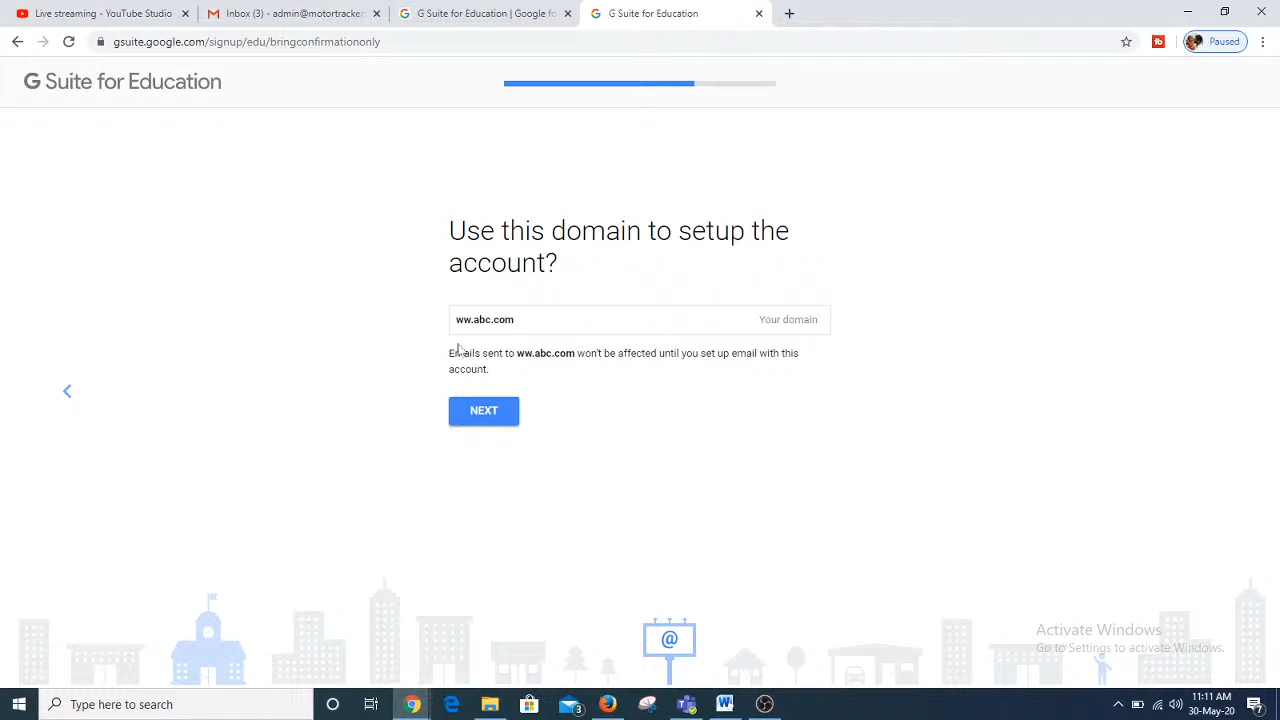 Live streaming - YouTube Studio
Inbox (3) - admin@motortracker
G Suite for Education | Google fo
G Suite for Education
gsuite.google.com/signup/edu/bringconfirmationonly
Paused
G Suite for Education
Use this domain to setup the
account?
ww.abc.com
Your domain
Emails sent to ww.abc.com won't be affected until you set up email with this
account.
NEXT
@
Activate Windows
Go to Settings to activate Windows.
Type here to search
3
11:11 AM
30-May-20
7